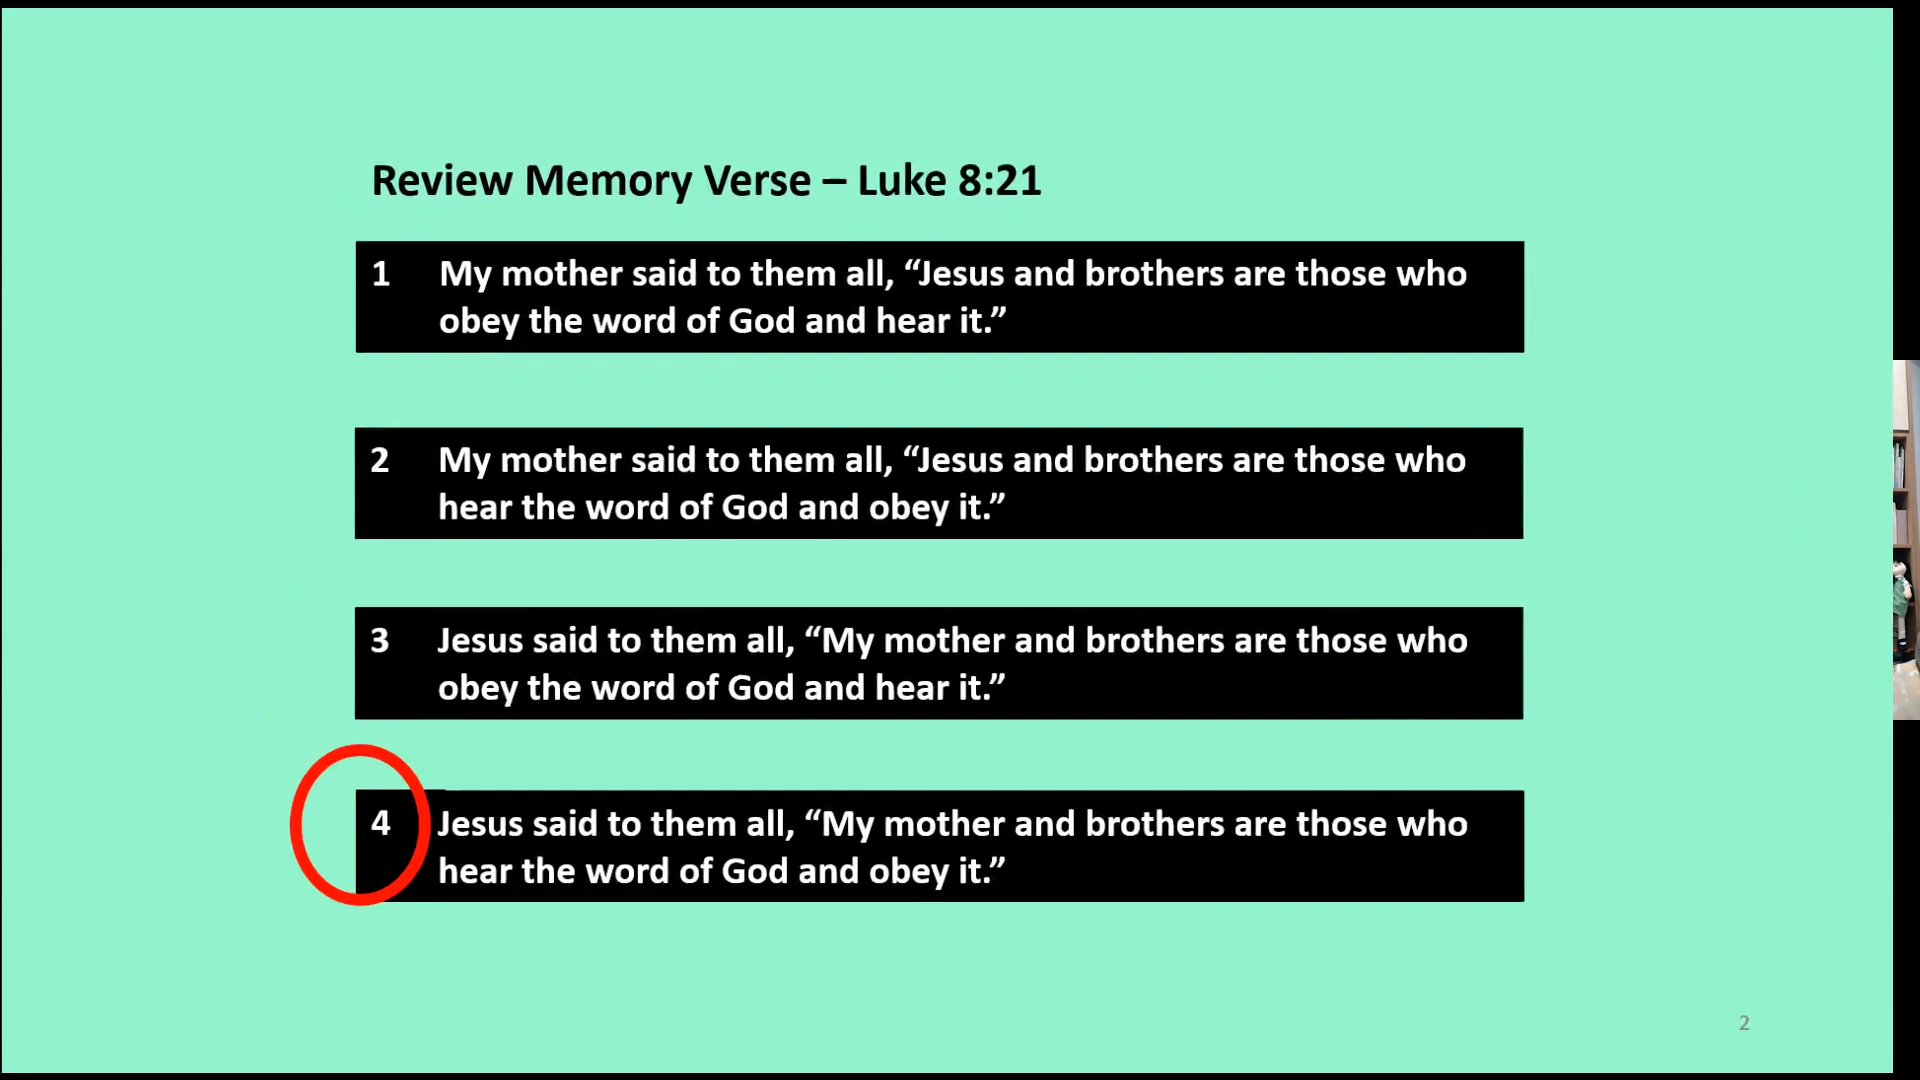 Review Memory Verse – Luke 8:21
1 My mother said to them all, “Jesus and brothers are those who
obey the word of God and hear it.”
2 My mother said to them all, “Jesus and brothers are those who
hear the word of God and obey it.”
3 Jesus said to them all, “My mother and brothers are those who
obey the word of God and hear it.”
4 Jesus said to them all, “My mother and brothers are those who
hear the word of God and obey it.”
2